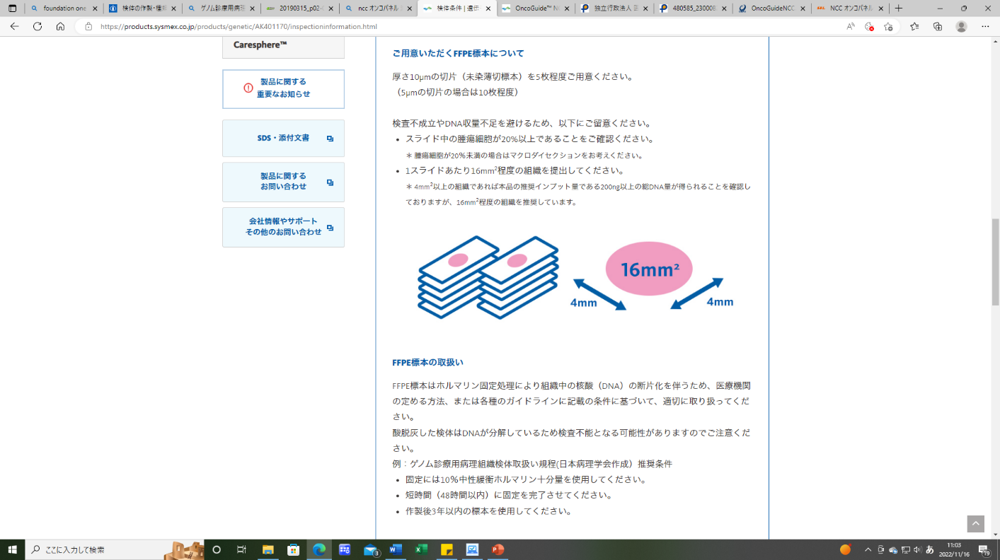 foundation one
検体の作製・種類
ゲノム診療用病理
20190315_p02-
ncc オンコパネル
検体条件 | 遺伝
OncoGuide™ NC
独立行政法人 医
480585_23000B
OncoGuideNCC
NCC オンコパネル
https://products.sysmex.co.jp/products/genetic/AK401170/inspectioninformation.html
Caresphere™
製品に関する
重要なお知らせ
SDS・添付文書
製品に関する
お問い合わせ
会社情報やサポート
その他のお問い合わせ
ご用意いただくFFPE標本について
厚さ10μmの切片（未染薄切標本）を5枚程度ご用意ください。
（5μmの切片の場合は10枚程度）
検査不成立やDNA収量不足を避けるため、以下にご留意ください。
• スライド中の腫瘍細胞が20%以上であることをご確認ください。
＊ 腫瘍細胞が20%未満の場合はマクロダイセクションをお考えください。
• 1スライドあたり16mm²程度の組織を提出してください。
＊ 4mm²以上の組織であれば本品の推奨インプット量である200ng以上の総DNA量が得られることを確認し
ておりますが、16mm²程度の組織を推奨しています。
16mm²
4mm
4mm
FFPE標本の取扱い
FFPE標本はホルマリン固定処理により組織中の核酸（DNA）の断片化を伴うため、医療機関
の定める方法、または各種のガイドラインに記載の条件に基づいて、適切に取り扱ってくだ
さい。
酸脱灰した検体はDNAが分解しているため検査不能となる可能性がありますのでご注意くだ
さい。
例：ゲノム診療用病理組織検体取扱い規程(日本病理学会作成）推奨条件
• 固定には10%中性緩衝ホルマリン十分量を使用してください。
• 短時間（48時間以内）に固定を完了させてください。
• 作製後3年以内の標本を使用してください。
ここに入力して検索
3
あ
11:03
2022/11/16
19